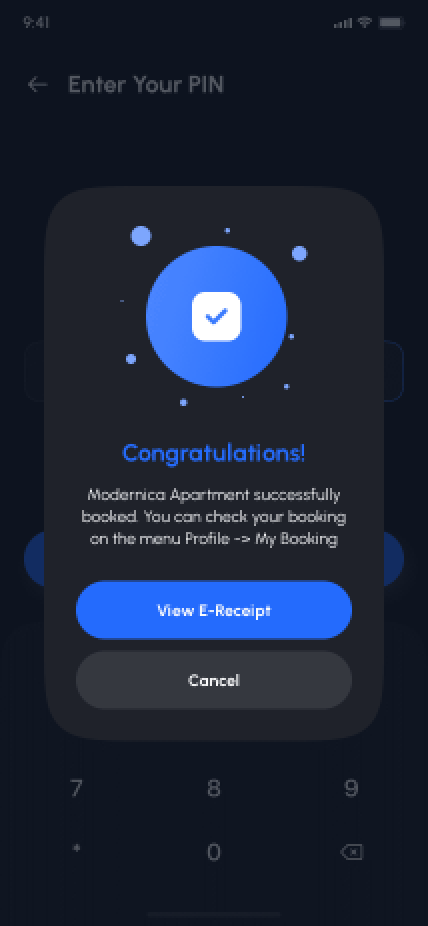 9:41
Enter Your PIN
Congratulations!
Modernica Apartment successfully
booked. You can check your booking
on the menu Profile -> My Booking
View E-Receipt
Cancel
7 8 9
* 0